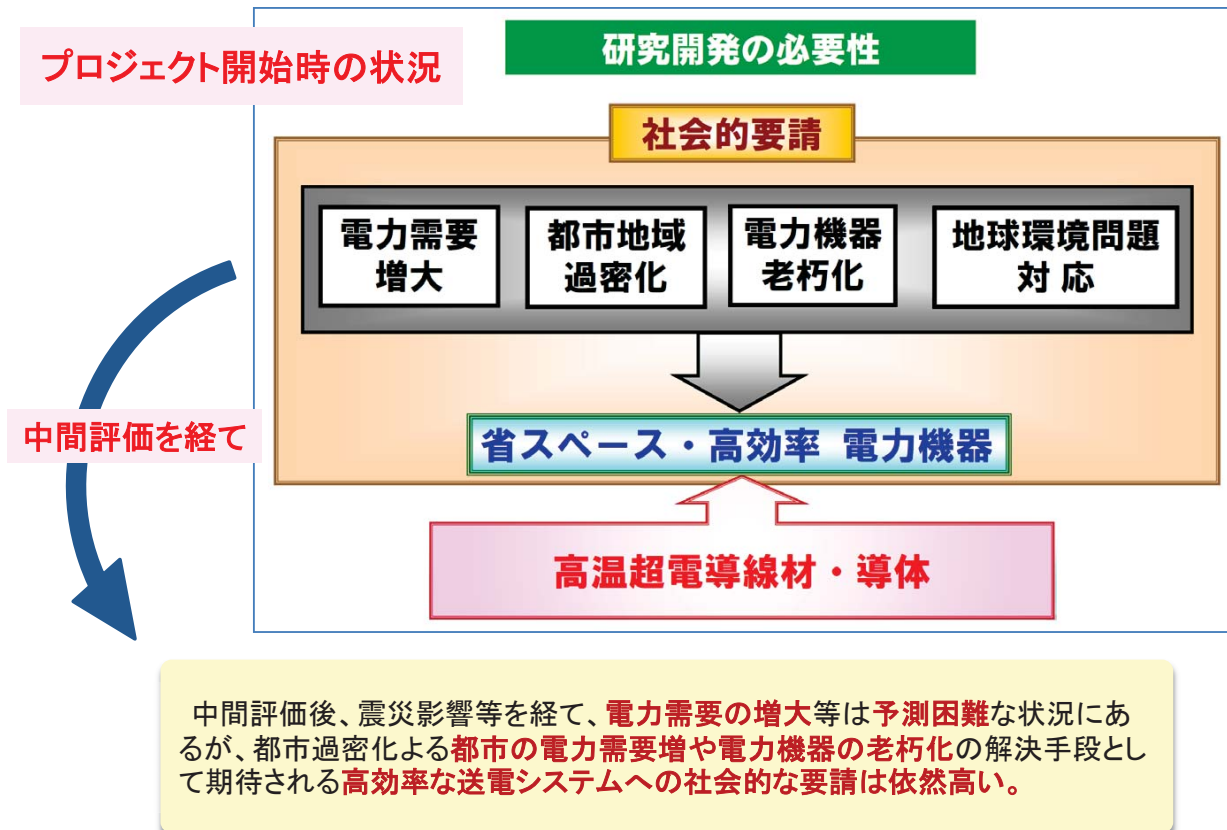 プロジェクト開始時の状況
研究開発の必要性
社会的要請
電力需要
増大
都市地域
過密化
電力機器
老朽化
地球環境問題
対 応
省スペース・高効率 電力機器
中間評価を経て
高温超電導線材・導体
中間評価後、震災影響等を経て、電力需要の増大等は予測困難な状況にあ
るが、都市過密化よる都市の電力需要増や電力機器の老朽化の解決手段とし
て期待される高効率な送電システムへの社会的な要請は依然高い。